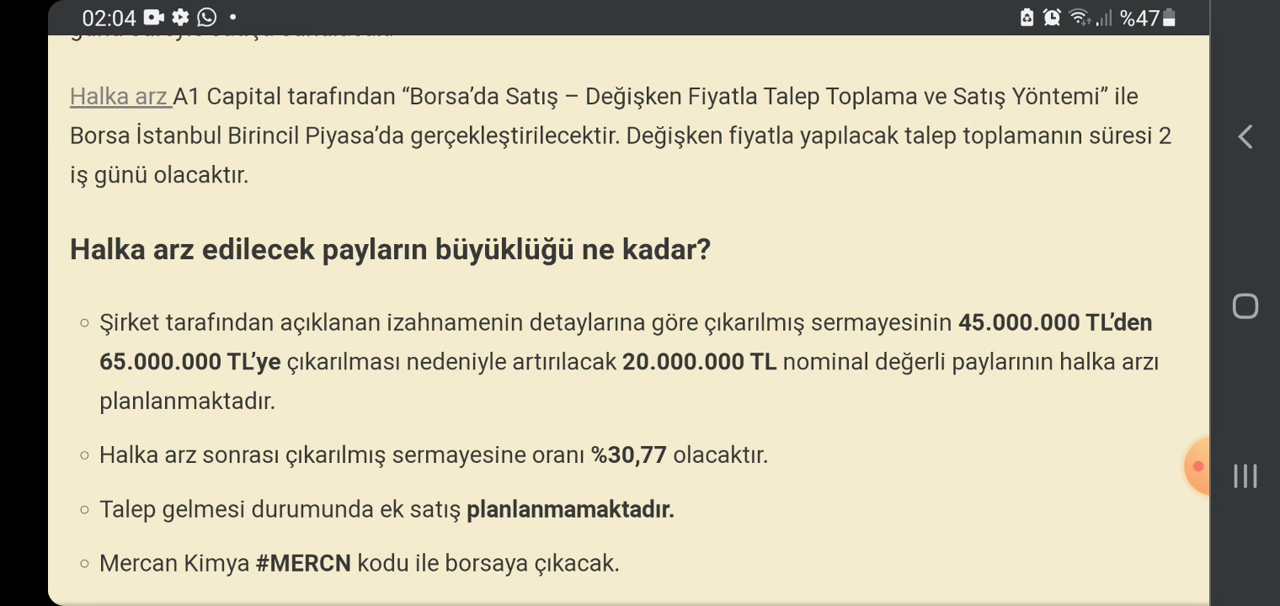 02:04
%47
Halka arz A1 Capital tarafından “Borsa’da Satış – Değişken Fiyatla Talep Toplama ve Satış Yöntemi” ile
Borsa İstanbul Birincil Piyasa’da gerçekleştirilecektir. Değişken fiyatla yapılacak talep toplamanın süresi 2
iş günü olacaktır.
Halka arz edilecek payların büyüklüğü ne kadar?
Şirket tarafından açıklanan izahnamenin detaylarına göre çıkarılmış sermayesinin 45.000.000 TL’den
65.000.000 TL’ye çıkarılması nedeniyle artırılacak 20.000.000 TL nominal değerli paylarının halka arzı
planlanmaktadır.
Halka arz sonrası çıkarılmış sermayesine oranı %30,77 olacaktır.
Talep gelmesi durumunda ek satış planlanmamaktadır.
Mercan Kimya #MERCN kodu ile borsaya çıkacak.